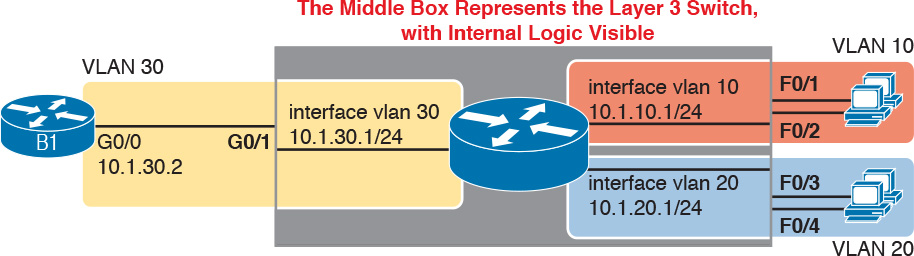 The Middle Box Represents the Layer 3 Switch,
with Internal Logic Visible
VLAN 30
B1
G0/0
10.1.30.2
G0/1
interface vlan 30
10.1.30.1/24
VLAN 10
interface vlan 10
10.1.10.1/24
F0/1
F0/2
interface vlan 20
10.1.20.1/24
F0/3
F0/4
VLAN 20